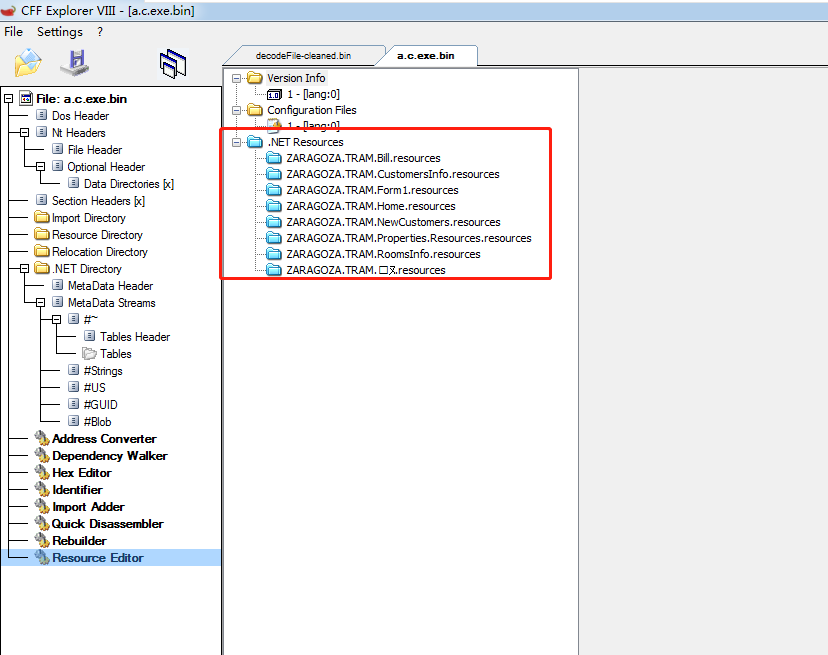 CFF Explorer VIII - [a.c.exe.bin]
File Settings ?
decodeFile-cleaned.bin
a.c.exe.bin
File: a.c.exe.bin
Dos Header
Nt Headers
File Header
Optional Header
Data Directories [x]
Section Headers [x]
Import Directory
Resource Directory
Relocation Directory
.NET Directory
MetaData Header
MetaData Streams
#~
Tables Header
Tables
#Strings
#US
#GUID
#Blob
Address Converter
Dependency Walker
Hex Editor
Identifier
Import Adder
Quick Disassembler
Rebuilder
Resource Editor
Version Info
1 - [lang:0]
Configuration Files
1 - [lang:0]
.NET Resources
ZARAGOZA.TRAM.Bill.resources
ZARAGOZA.TRAM.CustomersInfo.resources
ZARAGOZA.TRAM.Form1.resources
ZARAGOZA.TRAM.Home.resources
ZARAGOZA.TRAM.NewCustomers.resources
ZARAGOZA.TRAM.Properties.Resources.resources
ZARAGOZA.TRAM.RoomsInfo.resources
ZARAGOZA.TRAM. .resources